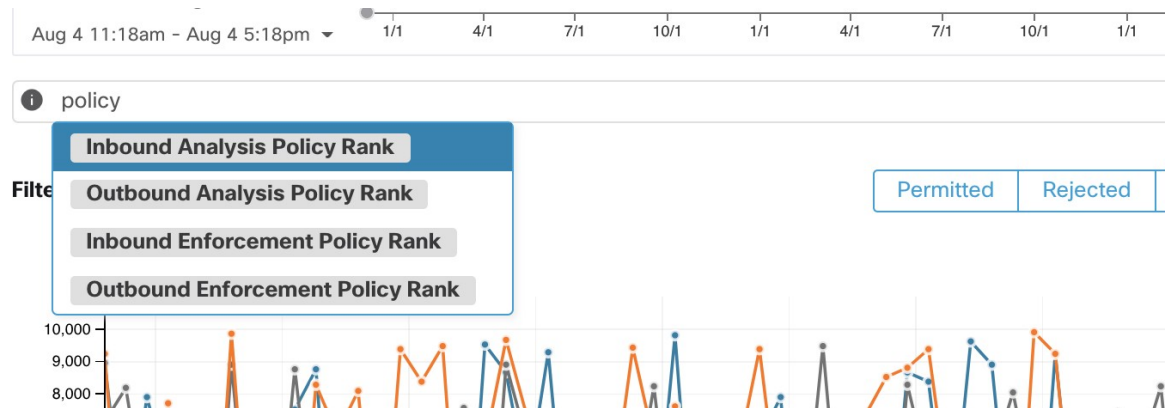 Aug 4 11:18am - Aug 4 5:18pm
1/1 4/1 7/1 10/1 1/1 4/1 7/1 10/1 1/1
policy
Inbound Analysis Policy Rank
Filte
Outbound Analysis Policy Rank
Permitted Rejected
Inbound Enforcement Policy Rank
Outbound Enforcement Policy Rank
10,000
9,000
8,000